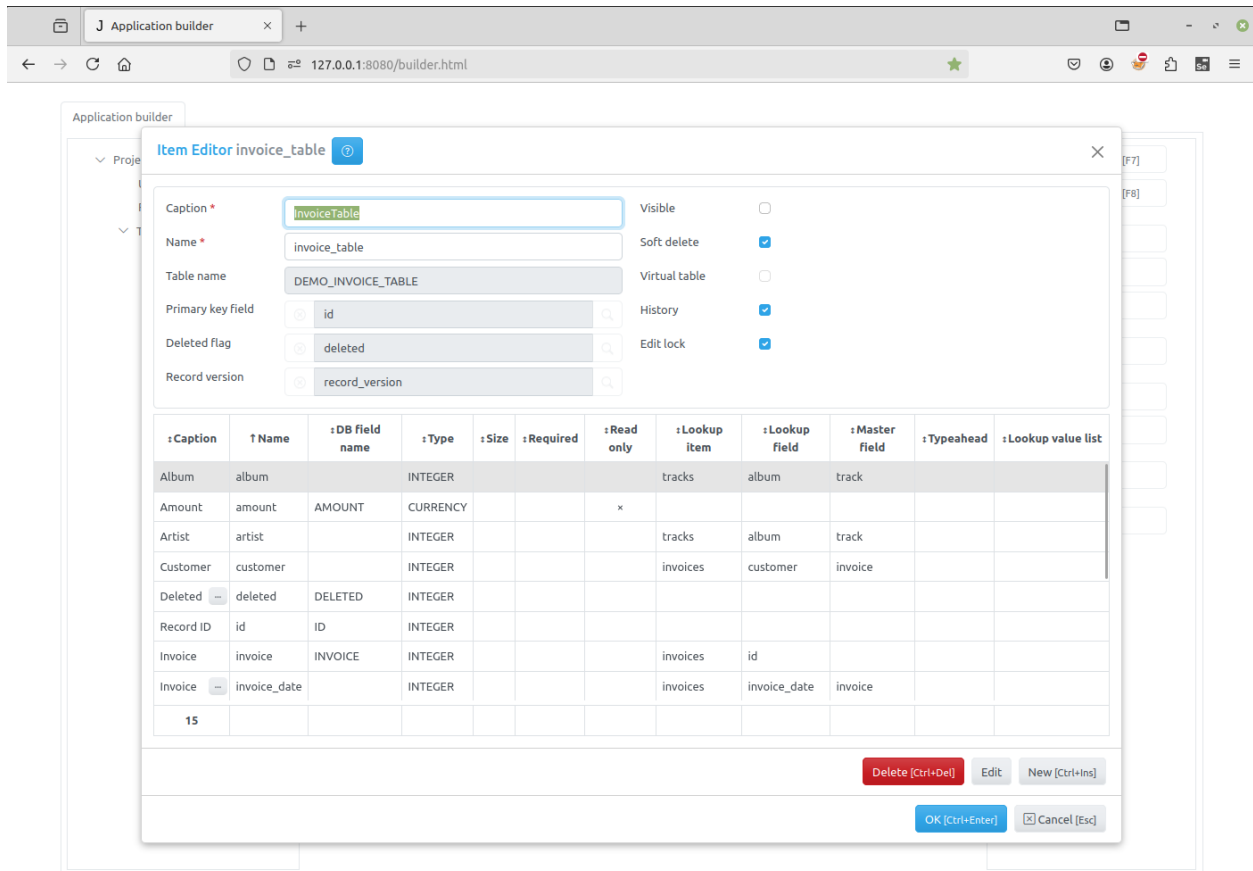 J Application builder × +
127.0.0.1:8080/builder.html
Application builder
Item Editor invoice_table
Proje
[F7]
[F8]
Caption *
InvoiceTable
Visible
Name *
invoice_table
Soft delete
Table name
DEMO_INVOICE_TABLE
Virtual table
Primary key field
id
History
Deleted flag
deleted
Edit lock
Record version
record_version
Caption Name DB field name Type Size Required Read only Lookup item Lookup field Master field Typeahead Lookup value list
Album album INTEGER tracks album track
Amount amount AMOUNT CURRENCY ×
Artist artist INTEGER tracks album track
Customer customer INTEGER invoices customer invoice
Deleted ... deleted DELETED INTEGER
Record ID id ID INTEGER
Invoice invoice INVOICE INTEGER invoices id
Invoice ... invoice_date INTEGER invoices invoice_date invoice
15
Delete [Ctrl+Del] Edit New [Ctrl+Ins]
OK [Ctrl+Enter] Cancel [Esc]